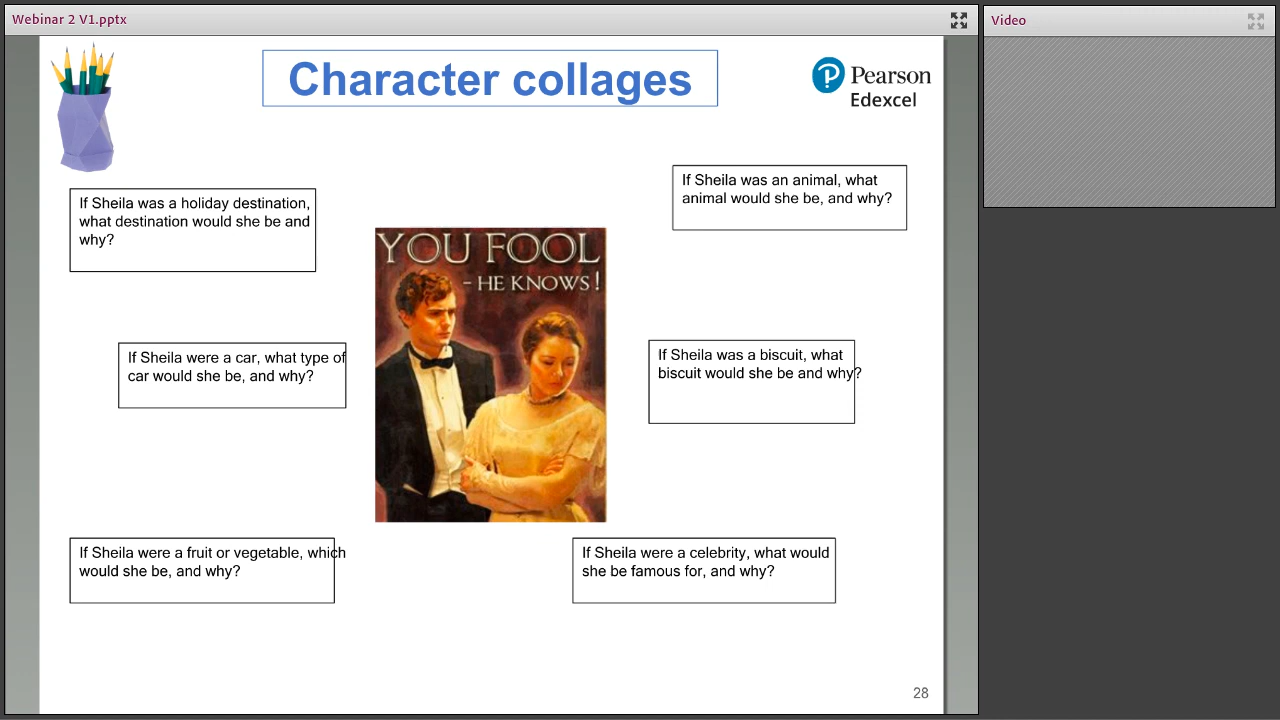 Webinar 2 V1.pptx
Video
Character collages
Pearson
Edexcel
If Sheila was a holiday destination,
what destination would she be and
why?
If Sheila was an animal, what
animal would she be, and why?
YOU FOOL
- HE KNOWS!
If Sheila were a car, what type of
car would she be, and why?
If Sheila was a biscuit, what
biscuit would she be and why?
If Sheila were a fruit or vegetable, which
would she be, and why?
If Sheila were a celebrity, what would
she be famous for, and why?
28